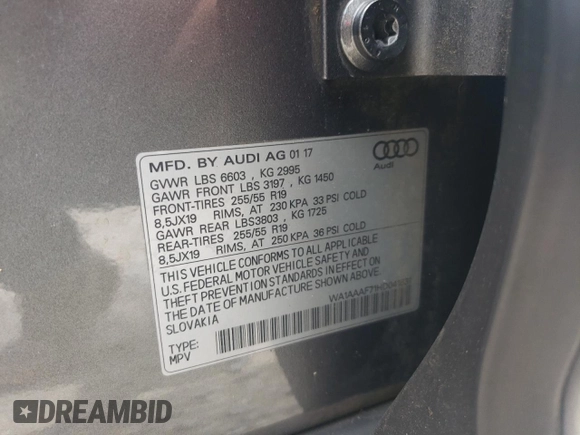 MFD. BY AUDI AG 01 17
GVWR LBS 6603 , KG 2995
GAWR FRONT LBS 3197 , KG 1450
FRONT-TIRES 255/55 R19
8,5JX19 RIMS, AT 230 KPA 33 PSI COLD
GAWR REAR LBS3803 , KG 1725
REAR-TIRES 255/55 R19
8,5JX19 RIMS, AT 250 KPA 36 PSI COLD
Audi
THIS VEHICLE CONFORMS TO ALL APPLICABLE
U.S. FEDERAL MOTOR VEHICLE SAFETY AND
THEFT PREVENTION STANDARDS IN EFFECT ON
THE DATE OF MANUFACTURE SHOWN ABOVE.
SLOVAKIA
TYPE:
MPV
DREAMBID